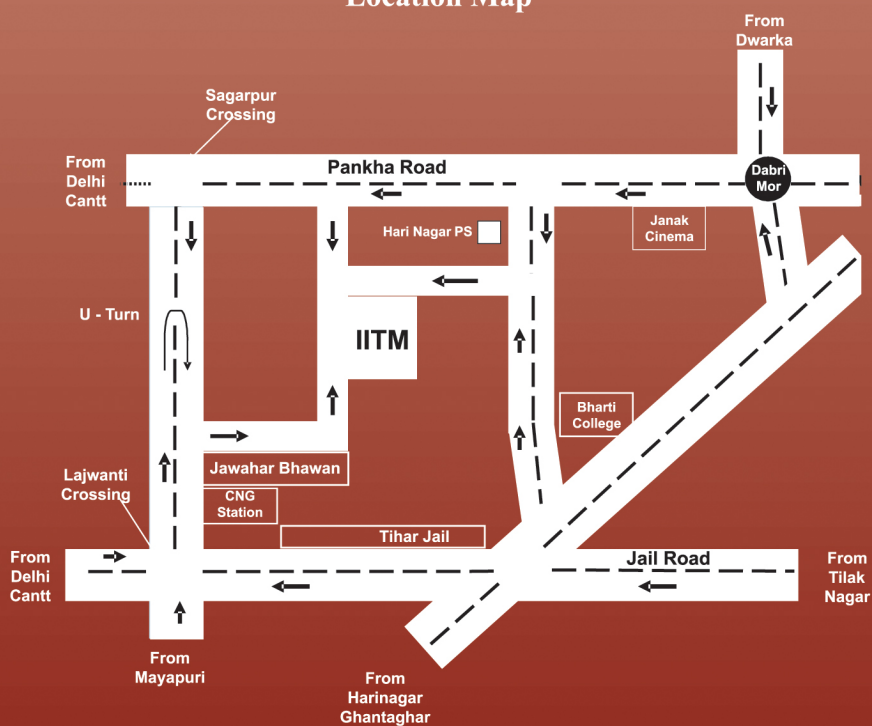 Location Map
From
Dwarka
Sagarpur
Crossing
From
Delhi
Cantt
Pankha Road
Dabri
Mor
Hari Nagar PS
Janak
Cinema
U - Turn
IITM
Bharti
College
Jawahar Bhawan
Lajwanti
Crossing
CNG
Station
Tihar Jail
From
Delhi
Cantt
Jail Road
From
Tilak
Nagar
From
Mayapuri
From
Harinagar
Ghantaghar